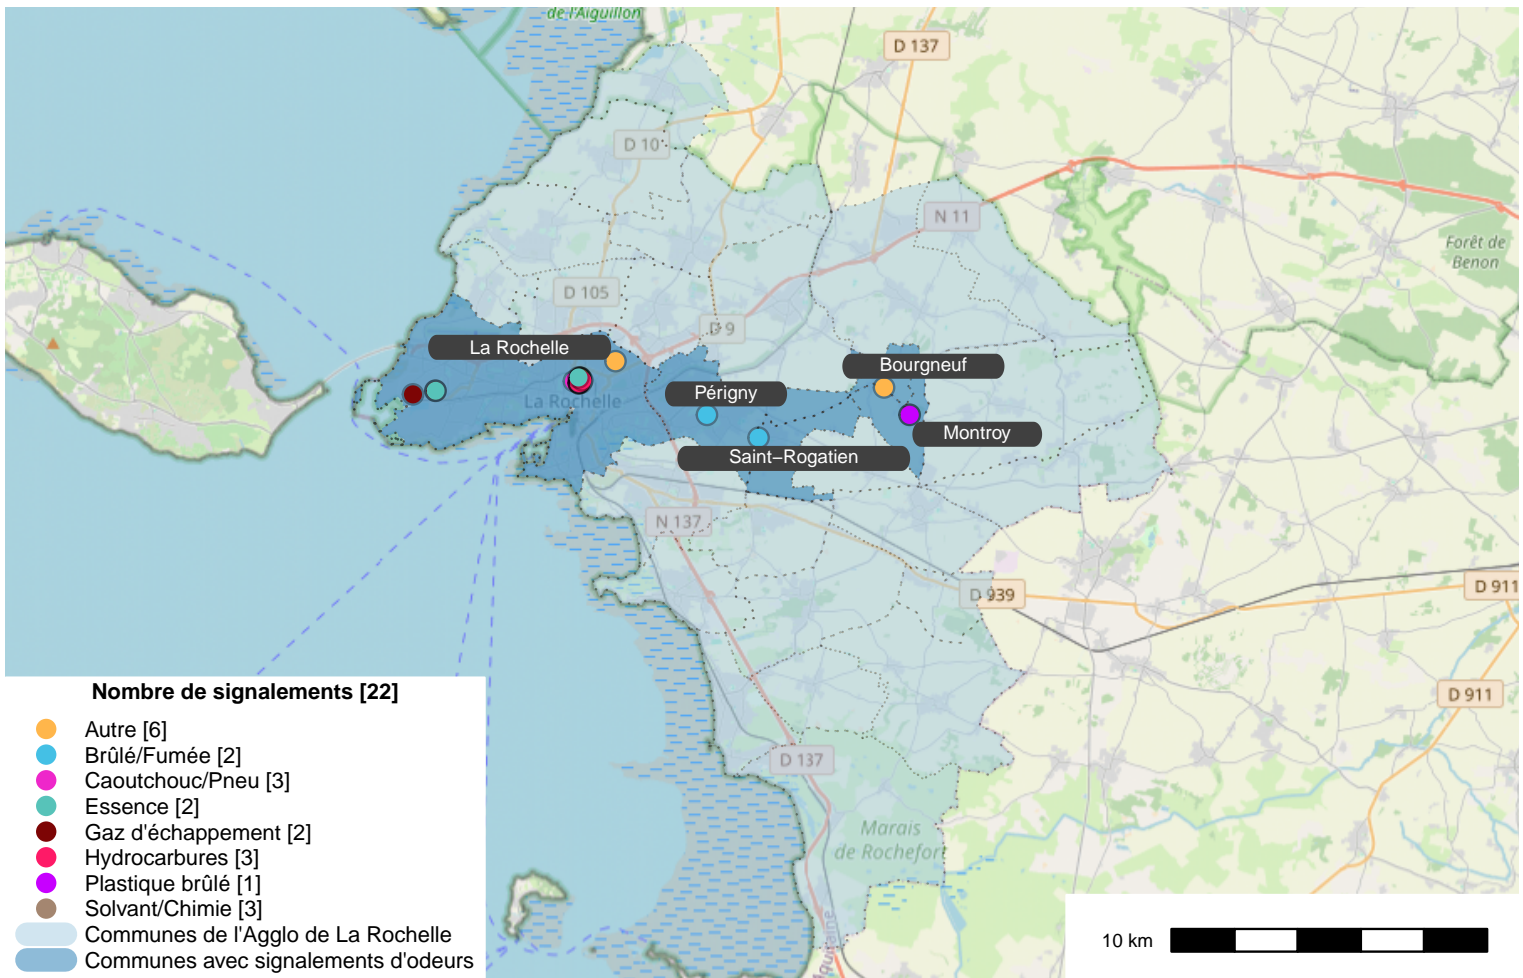 de l'Aiguillon
D 137
D 10
N 11
Forêt de
Benon
D 105
D 9
La Rochelle
Bourgneuf
Périgny
La Rochelle
Montroy
Saint–Rogatien
N 137
D 939
D 911
D 911
D 137
Marais
de Rochefort
Aquitaine
Nombre de signalements [22]
Autre [6]
Brûlé/Fumée [2]
Caoutchouc/Pneu [3]
Essence [2]
Gaz d'échappement [2]
Hydrocarbures [3]
Plastique brûlé [1]
Solvant/Chimie [3]
Communes de l'Agglo de La Rochelle
Communes avec signalements d'odeurs
10 km